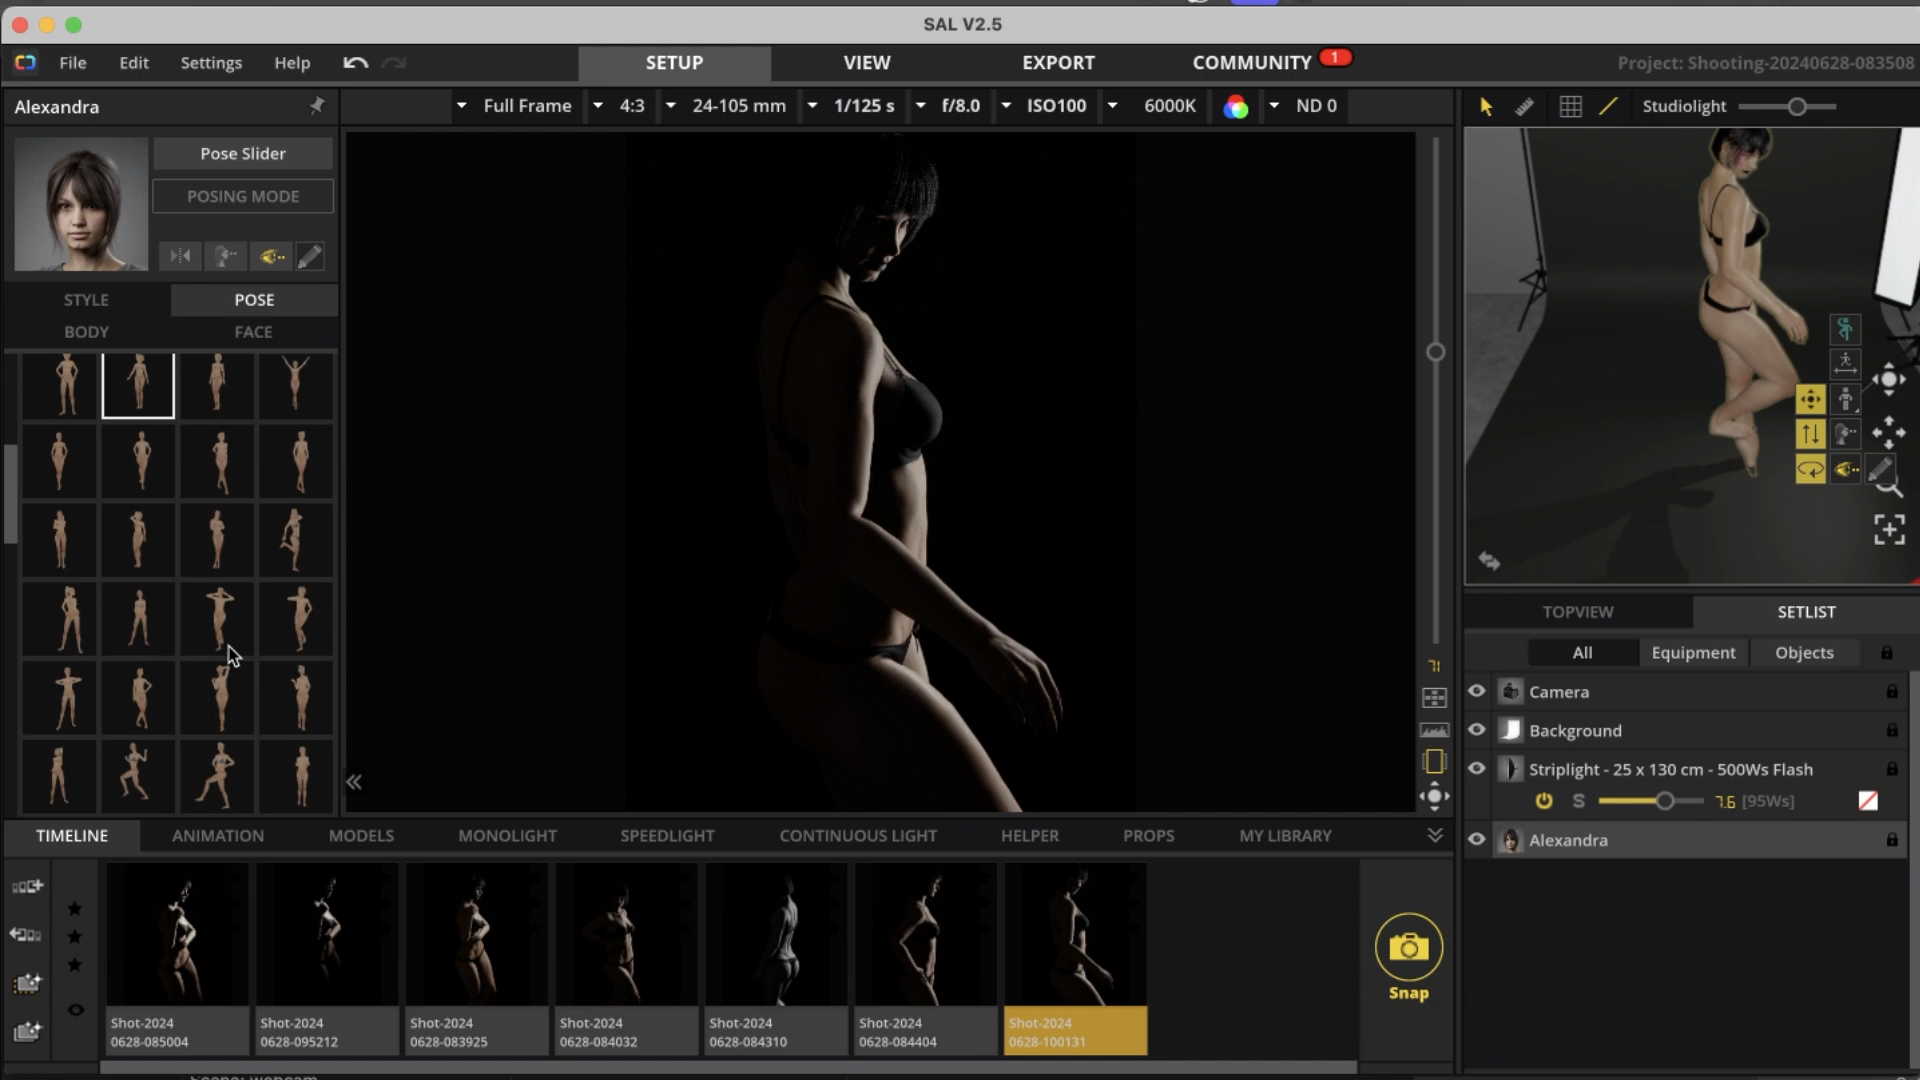 SAL V2.5
File Edit Settings Help
SETUP VIEW EXPORT COMMUNITY 1
Project: Shooting-20240628-083508
Alexandra
Full Frame 4:3 24-105 mm 1/125 s f/8.0 ISO100 6000K ND 0
Studiolight
Pose Slider
POSING MODE
STYLE POSE
BODY FACE
TOPVIEW SETLIST
All Equipment Objects
Camera
Background
Striplight - 25 x 130 cm - 500Ws Flash
S 7.6 [95Ws]
Alexandra
TIMELINE ANIMATION MODELS MONOLIGHT SPEEDLIGHT CONTINUOUS LIGHT HELPER PROPS MY LIBRARY
Shot-2024
0628-085004
Shot-2024
0628-095212
Shot-2024
0628-083925
Shot-2024
0628-084032
Shot-2024
0628-084310
Shot-2024
0628-084404
Shot-2024
0628-100131
Snap